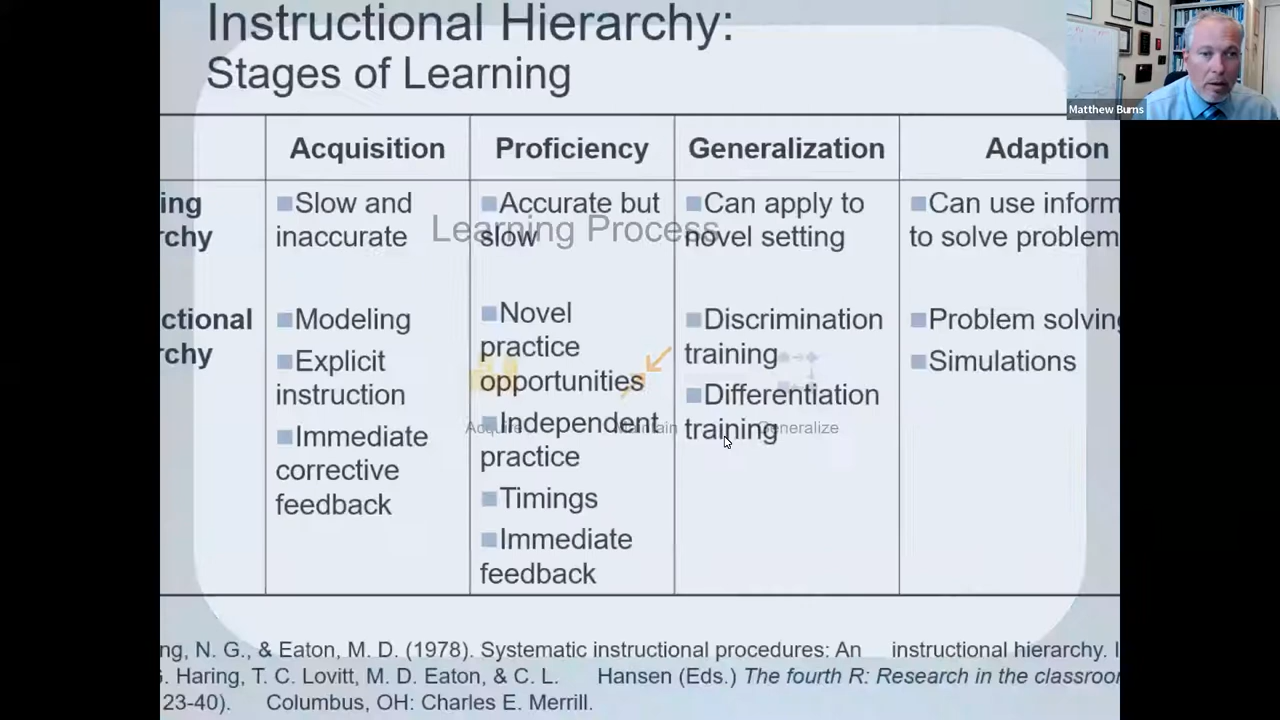 Instructional Hierarchy:
Stages of Learning
Matthew Burns
Acquisition
Proficiency
Generalization
Adaption
ing
rchy
Slow and
inaccurate
Accurate but
slow
Can apply to
novel setting
Can use inform
to solve problem
Learning Process
ctional
rchy
Modeling
Explicit
instruction
Immediate
corrective
feedback
Novel
practice
opportunities
Independent
practice
Timings
Immediate
feedback
Discrimination
training
Differentiation
training
Problem solving
Simulations
Acquire
Maintain
Generalize
ng, N. G., & Eaton, M. D. (1978). Systematic instructional procedures: An instructional hierarchy. I
G. Haring, T. C. Lovitt, M. D. Eaton, & C. L. Hansen (Eds.) The fourth R: Research in the classroo
23-40). Columbus, OH: Charles E. Merrill.